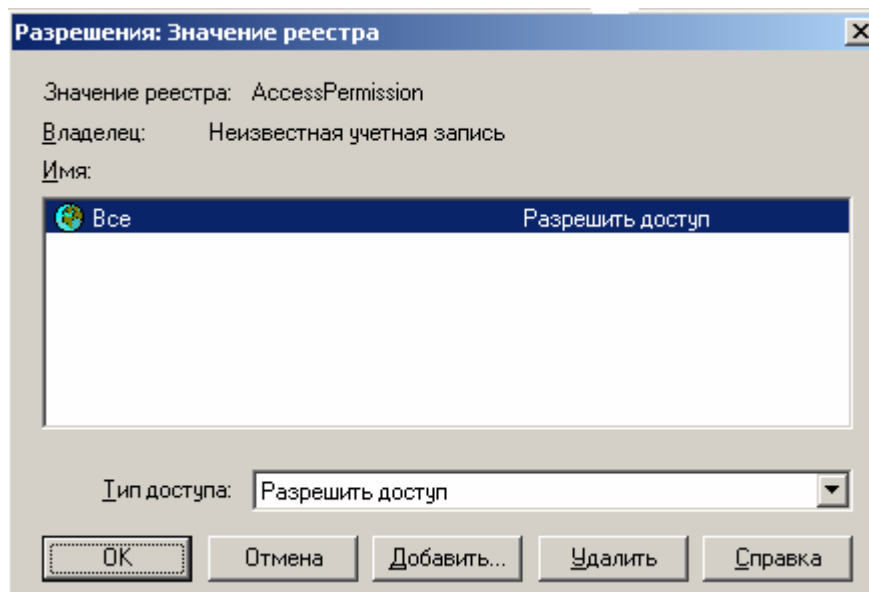 Разрешения: Значение реестра
Значение реестра: AccessPermission
Владелец: Неизвестная учетная запись
Имя:
Все Разрешить доступ
Тип доступа: Разрешить доступ
OK Отмена Добавить... Удалить Справка